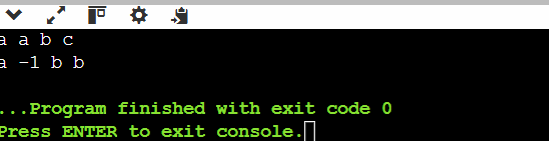 a a b c
a -1 b b
...Program finished with exit code 0
Press ENTER to exit console.